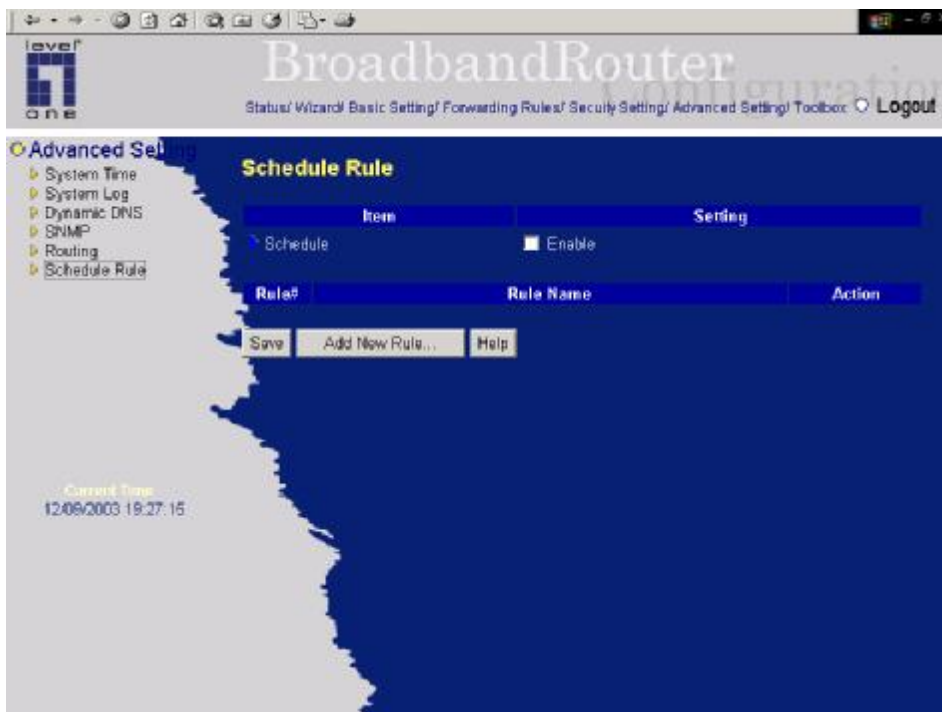 level
one
BroadbandRouter
Configuration
Status/ Wizard/ Basic Setting/ Forwarding Rules/ Secuity Setting/ Advanced Setting/ Toolbox Logout
Advanced Setting
System Time
System Log
Dynamic DNS
SNMP
Routing
Schedule Rule
Current Time
12/09/2003 19:27:15
Schedule Rule
Item Setting
Schedule Enable
Rule# Rule Name Action
Save Add New Rule... Help